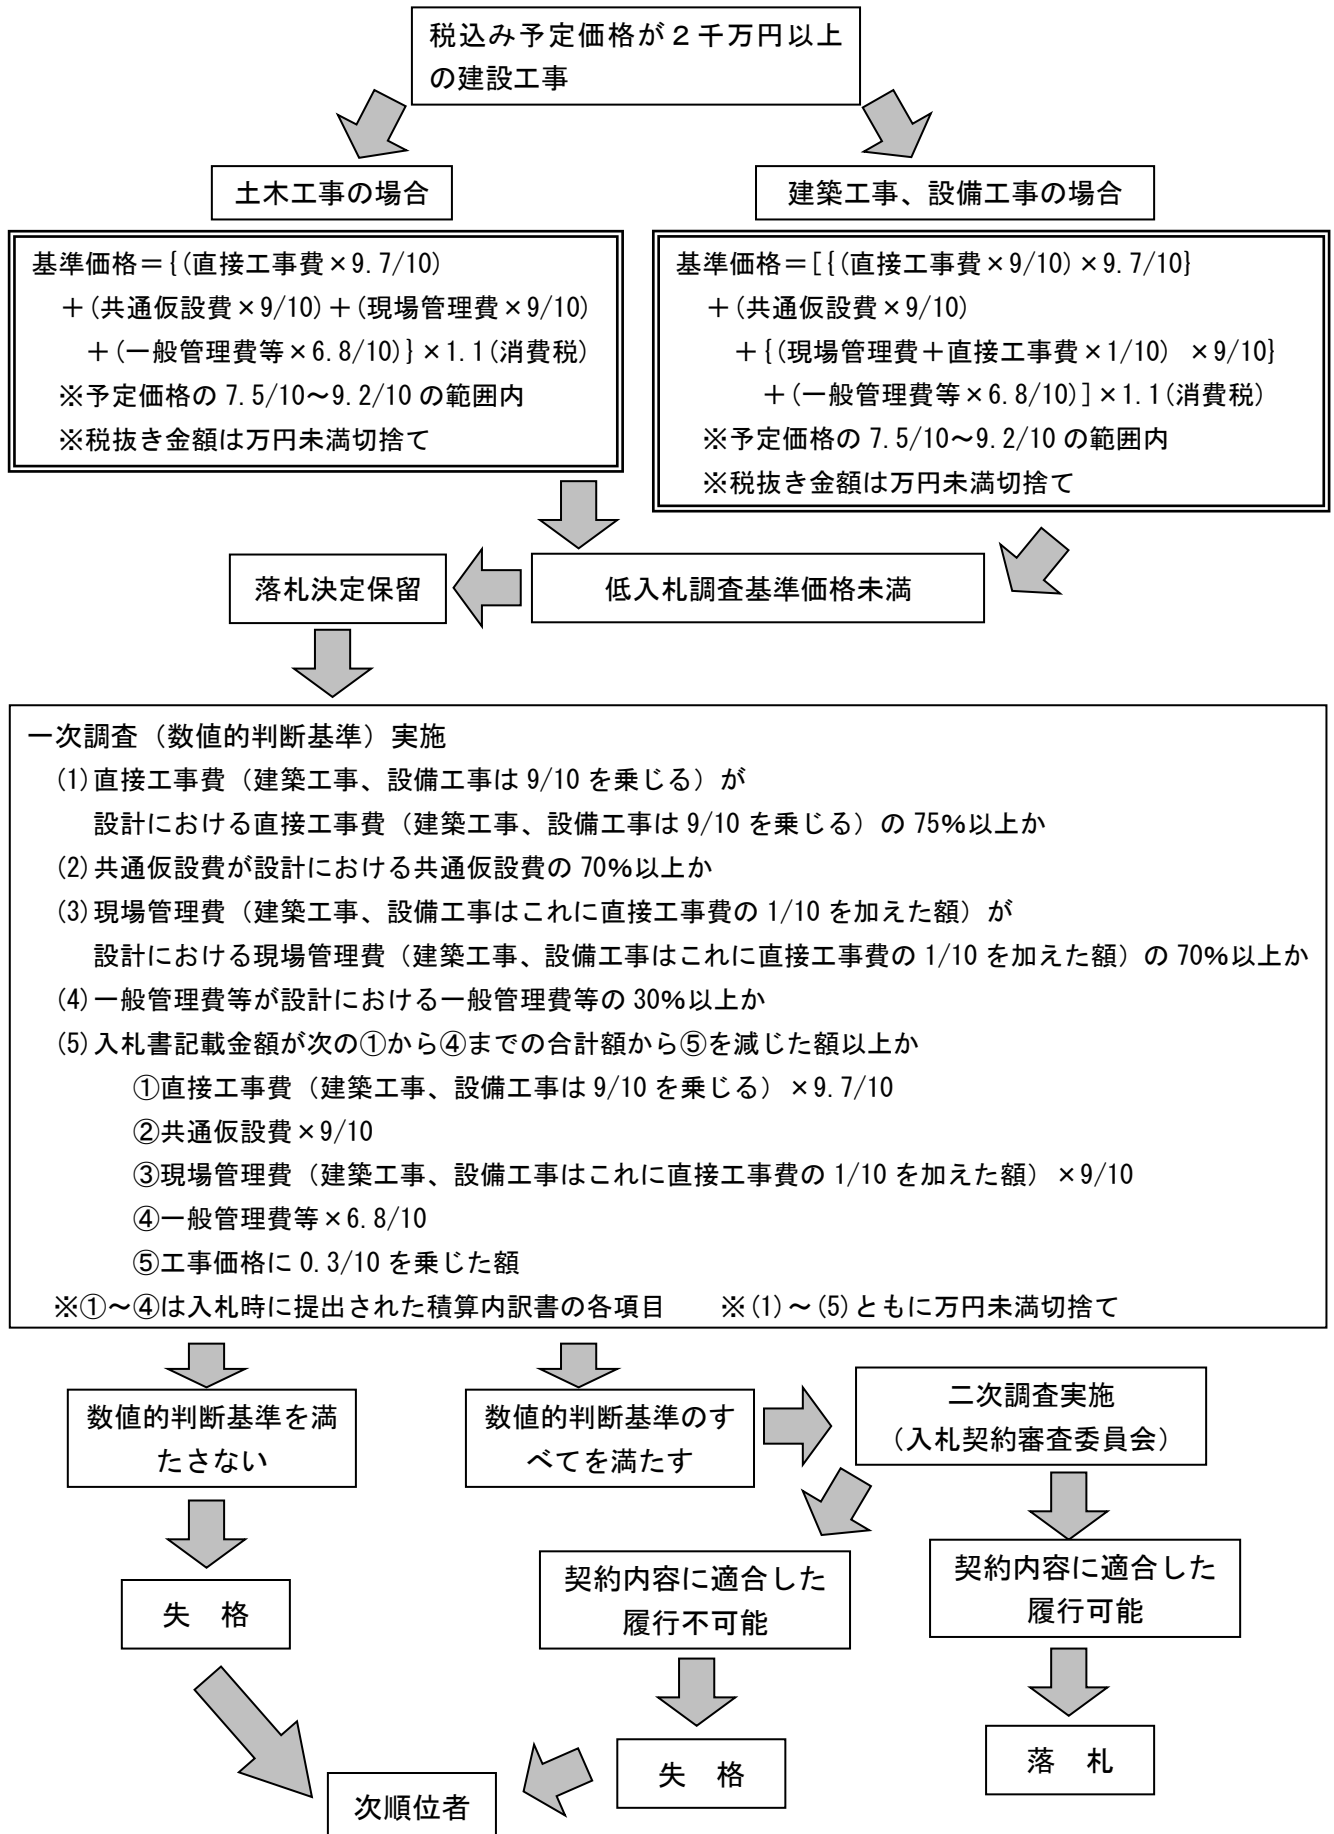 税込み予定価格が２千万円以上
の建設工事
土木工事の場合
建築工事、設備工事の場合
基準価格＝{(直接工事費×9.7/10)
＋(共通仮設費×9/10)＋(現場管理費×9/10)
＋(一般管理費等×6.8/10)}×1.1(消費税)
※予定価格の 7.5/10～9.2/10 の範囲内
※税抜き金額は万円未満切捨て
基準価格＝[{(直接工事費×9/10)×9.7/10}
＋(共通仮設費×9/10)
＋{(現場管理費＋直接工事費×1/10) ×9/10}
＋(一般管理費等×6.8/10)]×1.1(消費税)
※予定価格の 7.5/10～9.2/10 の範囲内
※税抜き金額は万円未満切捨て
落札決定保留
低入札調査基準価格未満
一次調査（数値的判断基準）実施
(1)直接工事費（建築工事、設備工事は 9/10 を乗じる）が
設計における直接工事費（建築工事、設備工事は 9/10 を乗じる）の 75%以上か
(2)共通仮設費が設計における共通仮設費の 70%以上か
(3)現場管理費（建築工事、設備工事はこれに直接工事費の 1/10 を加えた額）が
設計における現場管理費（建築工事、設備工事はこれに直接工事費の 1/10 を加えた額）の 70%以上か
(4)一般管理費等が設計における一般管理費等の 30%以上か
(5)入札書記載金額が次の①から④までの合計額から⑤を減じた額以上か
①直接工事費（建築工事、設備工事は 9/10 を乗じる）×9.7/10
②共通仮設費×9/10
③現場管理費（建築工事、設備工事はこれに直接工事費の 1/10 を加えた額）×9/10
④一般管理費等×6.8/10
⑤工事価格に 0.3/10 を乗じた額
※①～④は入札時に提出された積算内訳書の各項目　　※(1)～(5)ともに万円未満切捨て
数値的判断基準を満
たさない
数値的判断基準のす
べてを満たす
二次調査実施
（入札契約審査委員会）
契約内容に適合した
履行不可能
契約内容に適合した
履行可能
失　格
失　格
落　札
次順位者